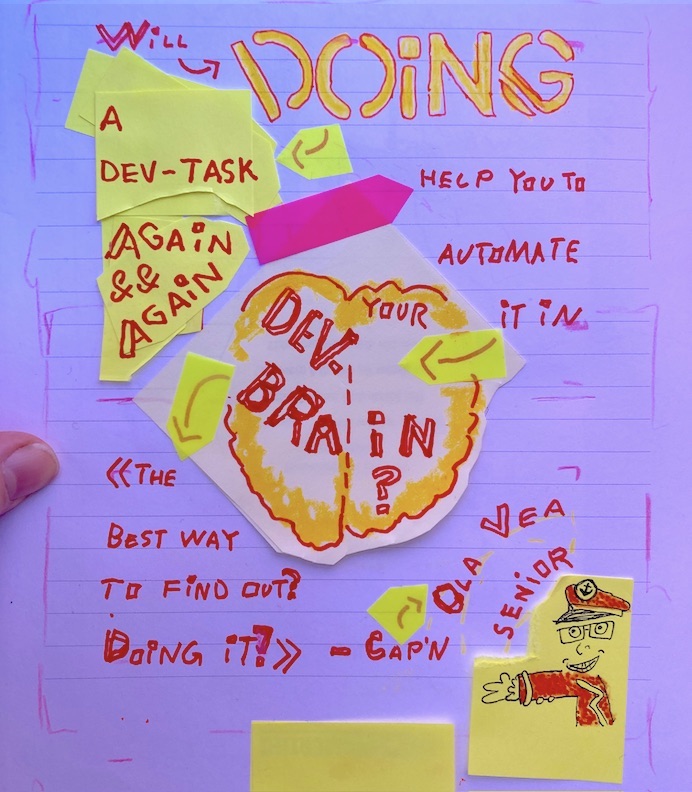 WiLL
DOiNG
A
DEV-TASK
AGAiN
&&
AGAiN
HELP YOU TO
AUTOMATE
iT iN
YOUR
DEV.
BRAiN
?
«THE
BEST WAY
TO FiND OUT?
DOiNG iT?» - CAP'N
OLA VEA
SENiOR